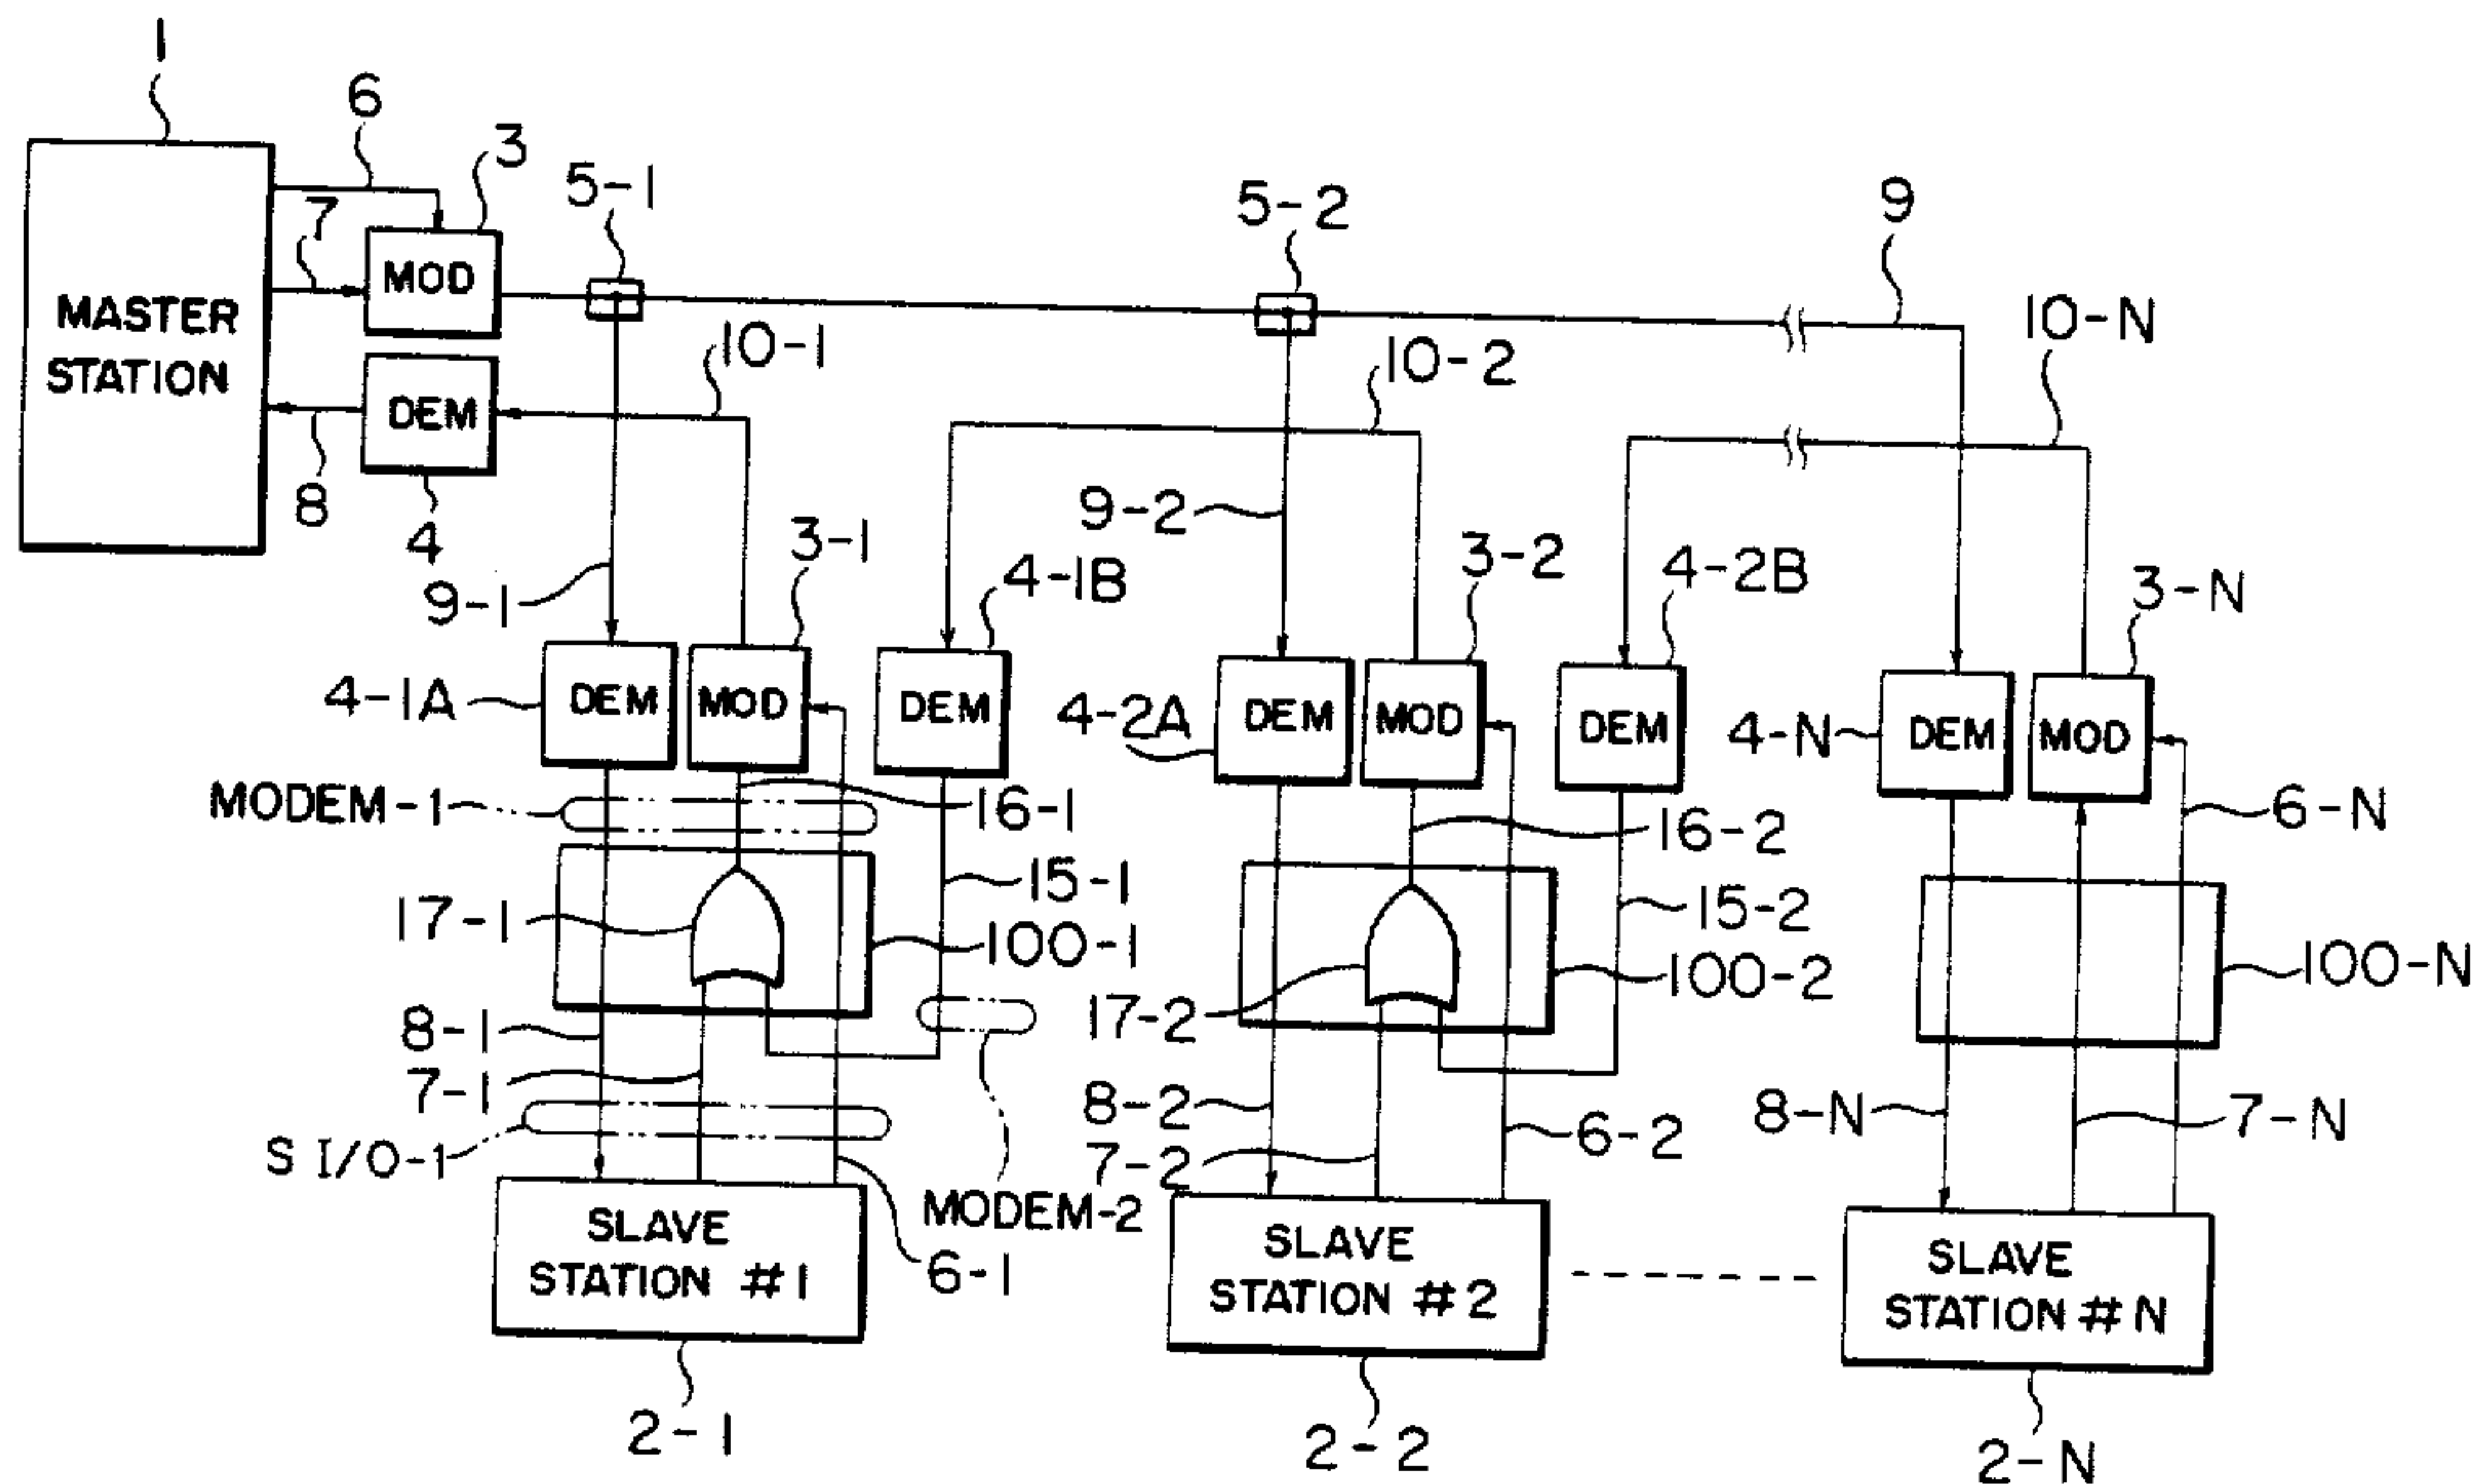 1
6
3
5-1
5-2
9
7
MOD
10-1
10-2
10-N
MASTER
STATION
DEM
8
4
9-1
9-2
3-1
4-1B
3-2
4-2B
3-N
4-1A
DEM
MOD
DEM
4-2A
DEM
MOD
DEM
4-N
DEM
MOD
MODEM-1
16-1
16-2
6-N
17-1
15-1
100-1
15-2
17-2
100-2
100-N
8-1
7-1
8-2
7-2
6-2
8-N
7-N
S I/O-1
MODEM-2
6-1
SLAVE
STATION #1
SLAVE
STATION #2
SLAVE
STATION #N
2-1
2-2
2-N